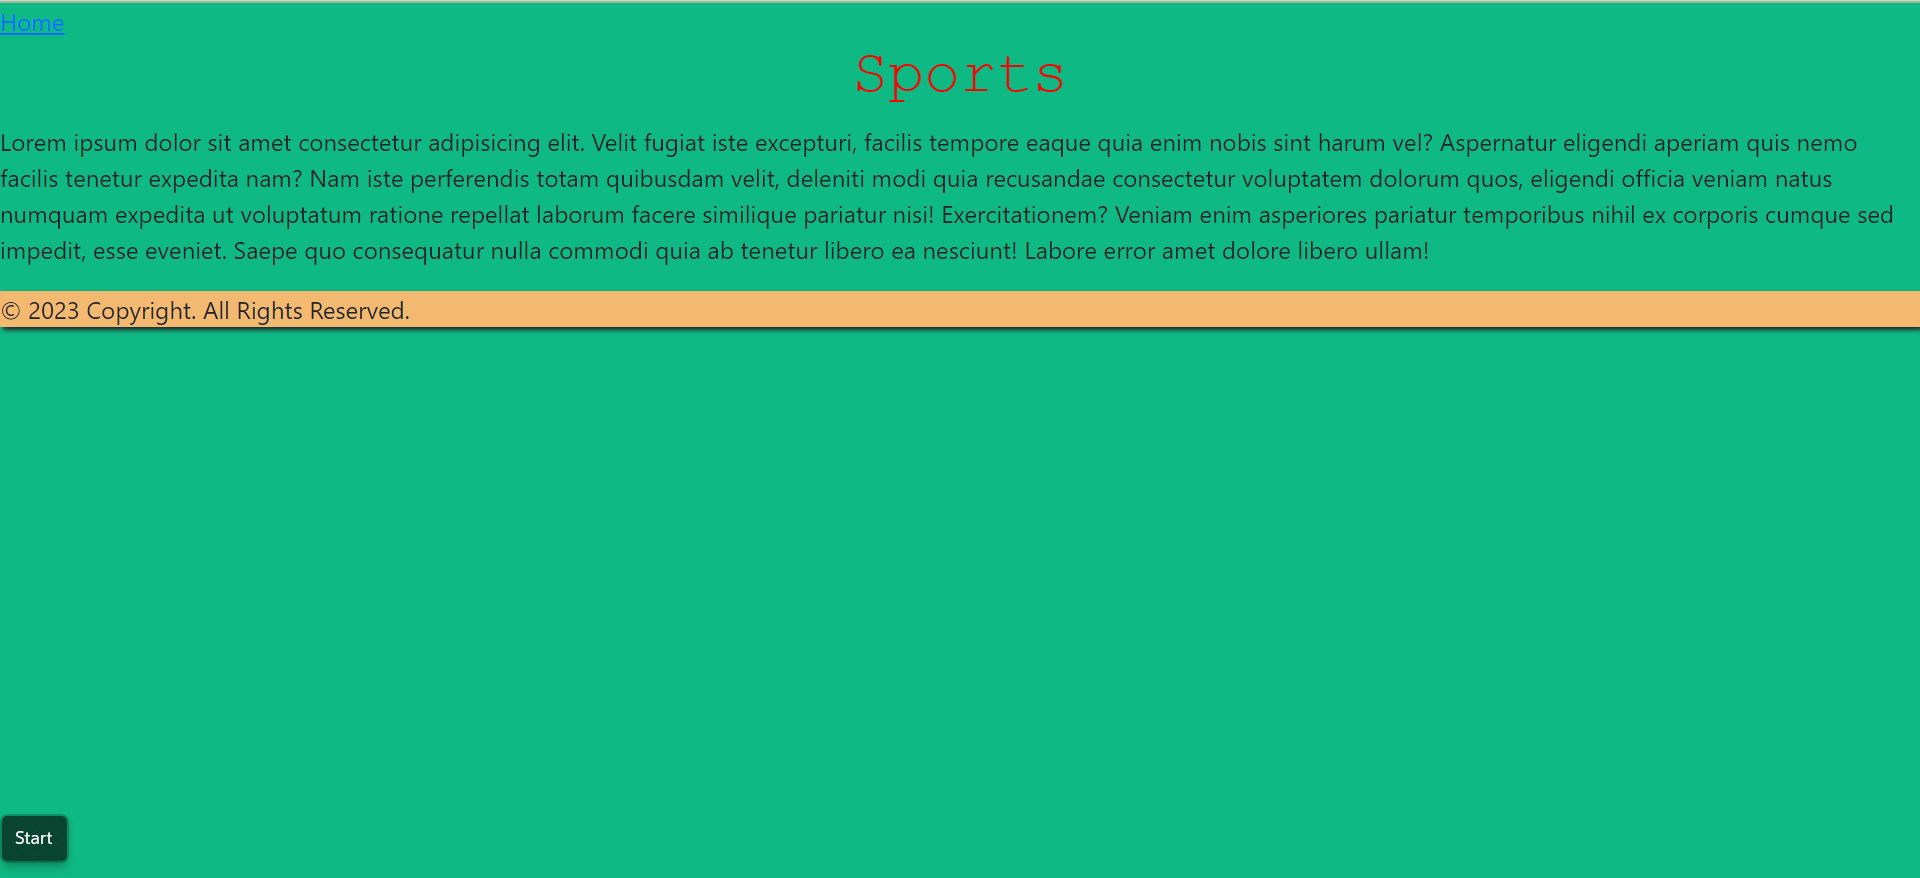 Home
Sports
Lorem ipsum dolor sit amet consectetur adipisicing elit. Velit fugiat iste excepturi, facilis tempore eaque quia enim nobis sint harum vel? Aspernatur eligendi aperiam quis nemo
facilis tenetur expedita nam? Nam iste perferendis totam quibusdam velit, deleniti modi quia recusandae consectetur voluptatem dolorum quos, eligendi officia veniam natus
numquam expedita ut voluptatum ratione repellat laborum facere similique pariatur nisi! Exercitationem? Veniam enim asperiores pariatur temporibus nihil ex corporis cumque sed
impedit, esse eveniet. Saepe quo consequatur nulla commodi quia ab tenetur libero ea nesciunt! Labore error amet dolore libero ullam!
© 2023 Copyright. All Rights Reserved.
Start